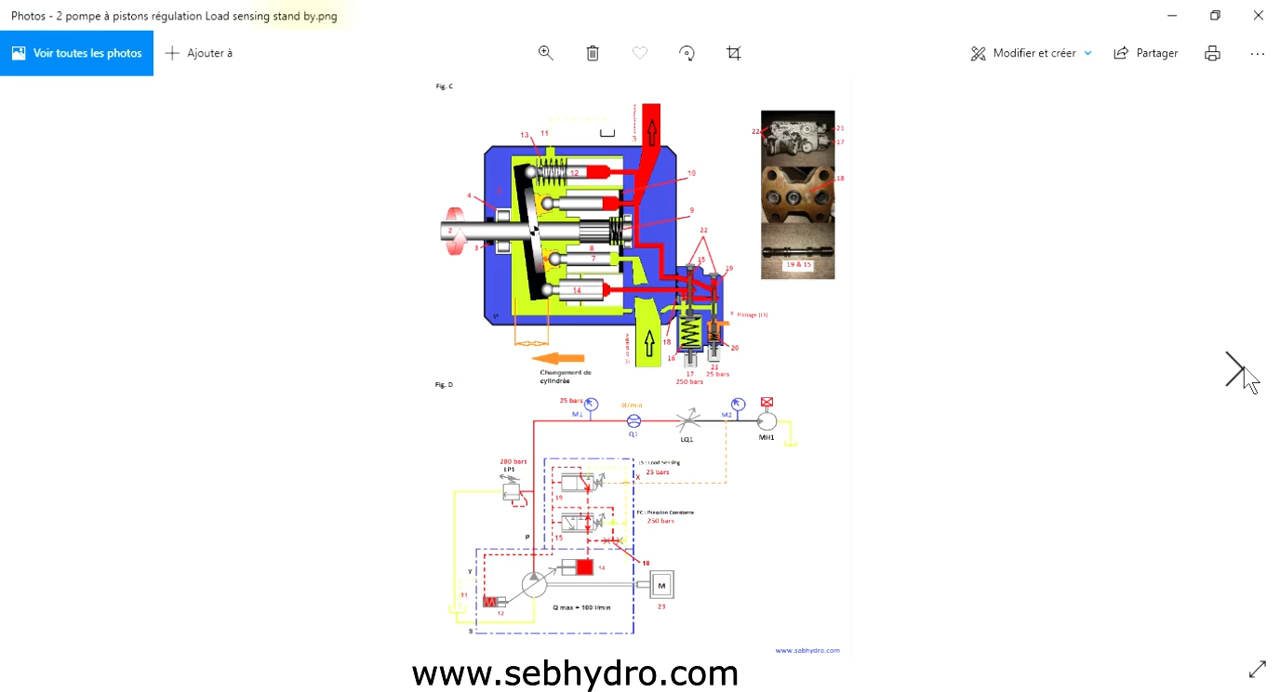 Photos - 2 pompe à pistons régulation Load sensing stand by.png
Voir toutes les photos
Ajouter à
Modifier et créer
Partager
Fig. C
13
11
12
10
4
2
3
9
8
7
14
22
15
19
18
16
20
17
250 bars
21
25 bars
X Pilotage (LS)
22
21
17
18
19 & 15
Changement de
cylindrée
Fig. D
25 bars
M1
0l/min
Q1
LQ1
M2
MH1
280 bars
LP1
LS : Load Sensing
25 bars
X
19
PC : Pression Constante
250 bars
15
P
18
Y
14
11
12
M
23
Q max = 100 l/min
S
www.sebhydro.com
www.sebhydro.com